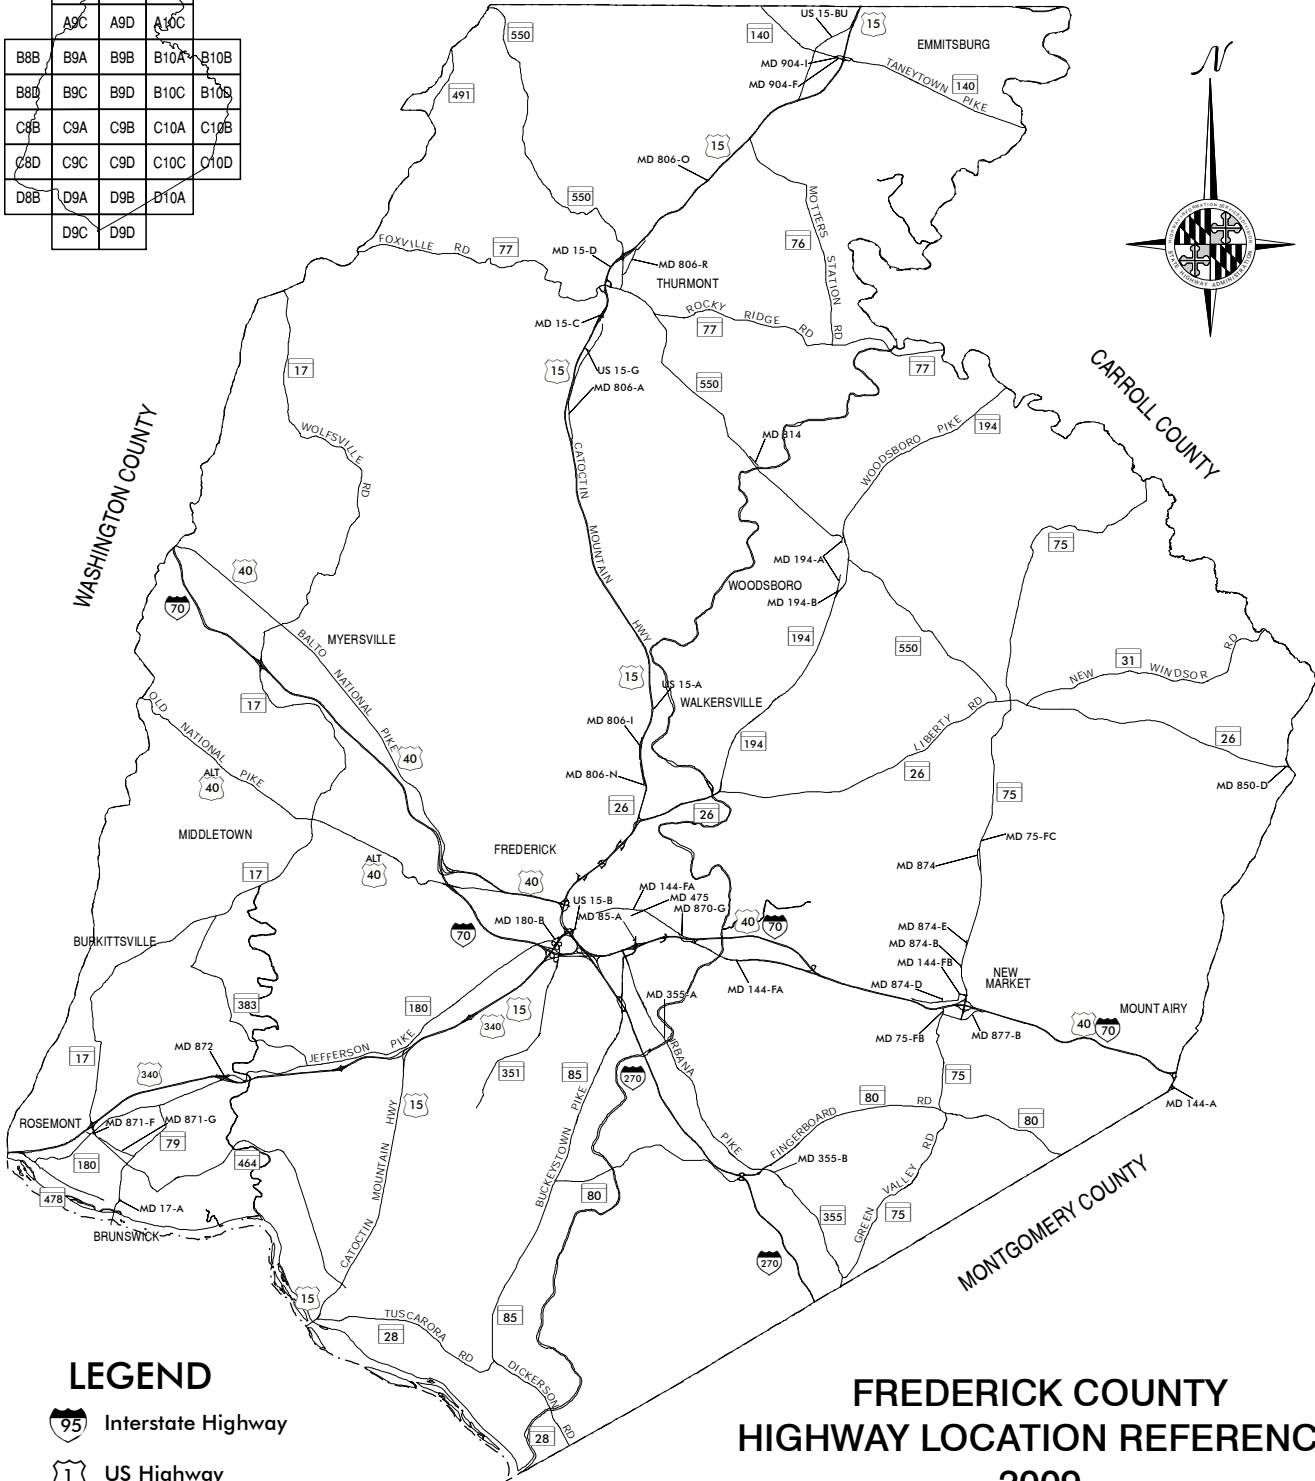 A9C A9D A10C
B8B B9A B9B B10A B10B
B8D B9C B9D B10C B10D
C8B C9A C9B C10A C10B
C8D C9C C9D C10C C10D
D8B D9A D9B D10A
D9C D9D
N
HIGHWAY INFORMATION SERVICES DIVISION
STATE HIGHWAY ADMINISTRATION
550
140
US 15-BU
15
EMMITSBURG
MD 904-I
MD 904-F
TANEYTOWN PIKE
140
491
15
MD 806-O
550
MOTTERS STATION RD
76
FOXVILLE RD
77
MD 15-D
MD 806-R
THURMONT
ROCKY RIDGE RD
77
MD 15-C
77
CARROLL COUNTY
17
15
US 15-G
MD 806-A
550
WOODSBORO PIKE
194
WASHINGTON COUNTY
WOLFSVILLE RD
MD 814
CATOCTIN MOUNTAIN HWY
75
40
MD 194-A
WOODSBORO
MD 194-B
70
194
550
BALTO NATIONAL PIKE
MYERSVILLE
31
NEW WINDSOR RD
15
US 15-A
WALKERSVILLE
17
OLD NATIONAL PIKE
MD 806-I
194
LIBERTY RD
26
40
ALT
40
MD 806-N
26
MD 850-D
75
26
26
MIDDLETOWN
MD 75-FC
FREDERICK
ALT
40
MD 874
17
40
MD 144-FA
US 15-B
MD 475
MD 85-A
MD 870-G
MD 180-B
40
70
70
BURKITTSVILLE
MD 874-E
MD 874-B
MD 144-FB
NEW
MARKET
MD 874-D
MD 144-FA
MD 355-A
383
180
15
340
MOUNT AIRY
40
70
MD 75-FB
MD 877-B
JEFFERSON PIKE
17
MD 872
340
URBANA PIKE
351
85
270
75
15
80
FINGERBOARD RD
MD 144-A
80
ROSEMONT
MD 871-F
MD 871-G
79
180
464
CATOCTIN MOUNTAIN HWY
BUCKEYSTOWN PIKE
MD 355-B
GREEN VALLEY RD
478
80
MD 17-A
BRUNSWICK
355
75
MONTGOMERY COUNTY
270
15
TUSCARORA RD
28
85
DICKERSON RD
28
LEGEND
95 Interstate Highway
1 US Highway
FREDERICK COUNTY
HIGHWAY LOCATION REFERENC
2009